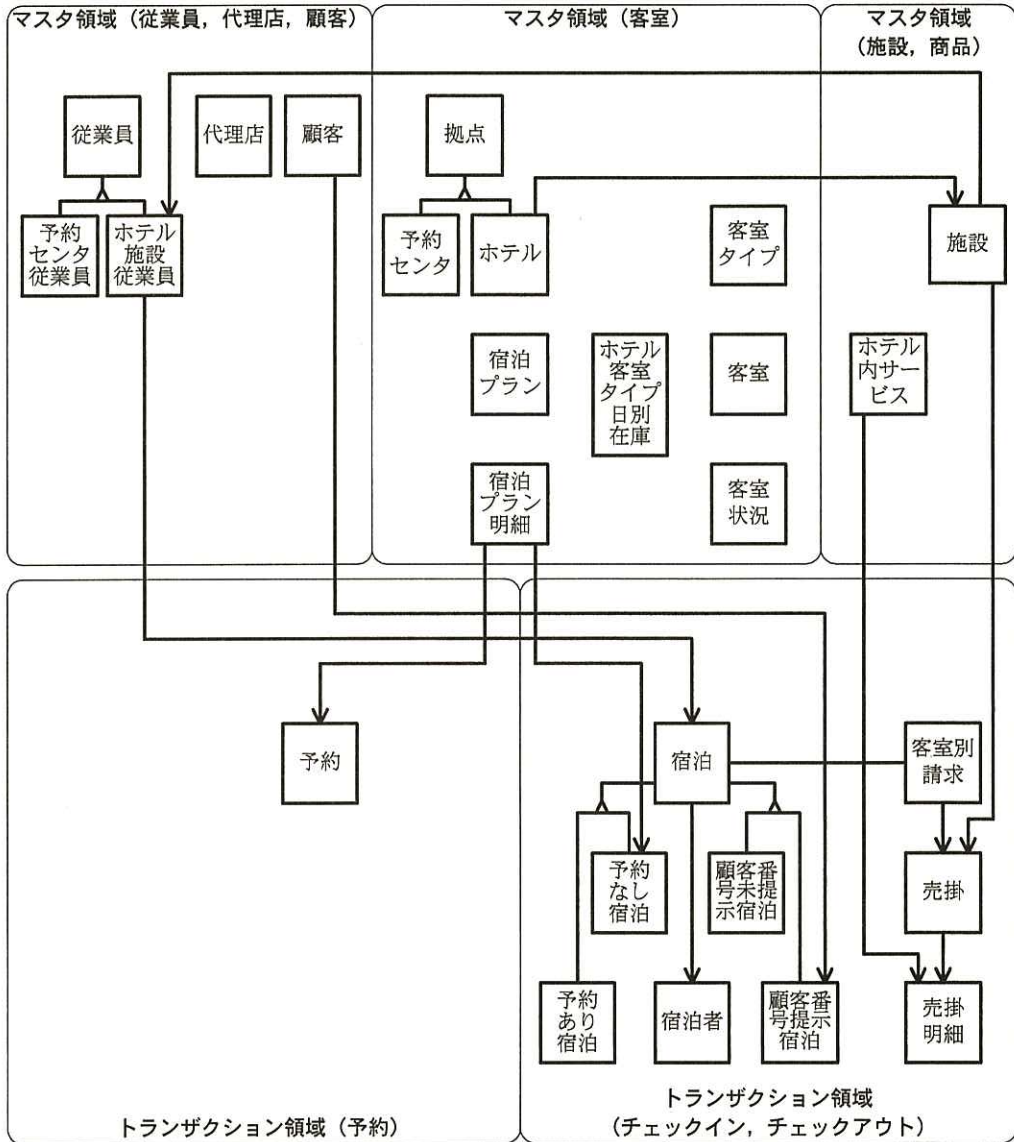 マスタ領域（従業員，代理店，顧客）
マスタ領域（客室）
マスタ領域
（施設，商品）
従業員
代理店
顧客
拠点
予約
センタ
従業員
ホテル
施設
従業員
予約
センタ
ホテル
客室
タイプ
施設
宿泊
プラン
ホテル
客室
タイプ
日別
在庫
客室
ホテル
内サー
ビス
宿泊
プラン
明細
客室
状況
予約
宿泊
客室別
請求
予約
なし
宿泊
顧客番
号未提
示宿泊
売掛
予約
あり
宿泊
宿泊者
顧客番
号提示
宿泊
売掛
明細
トランザクション領域（予約）
トランザクション領域
（チェックイン，チェックアウト）